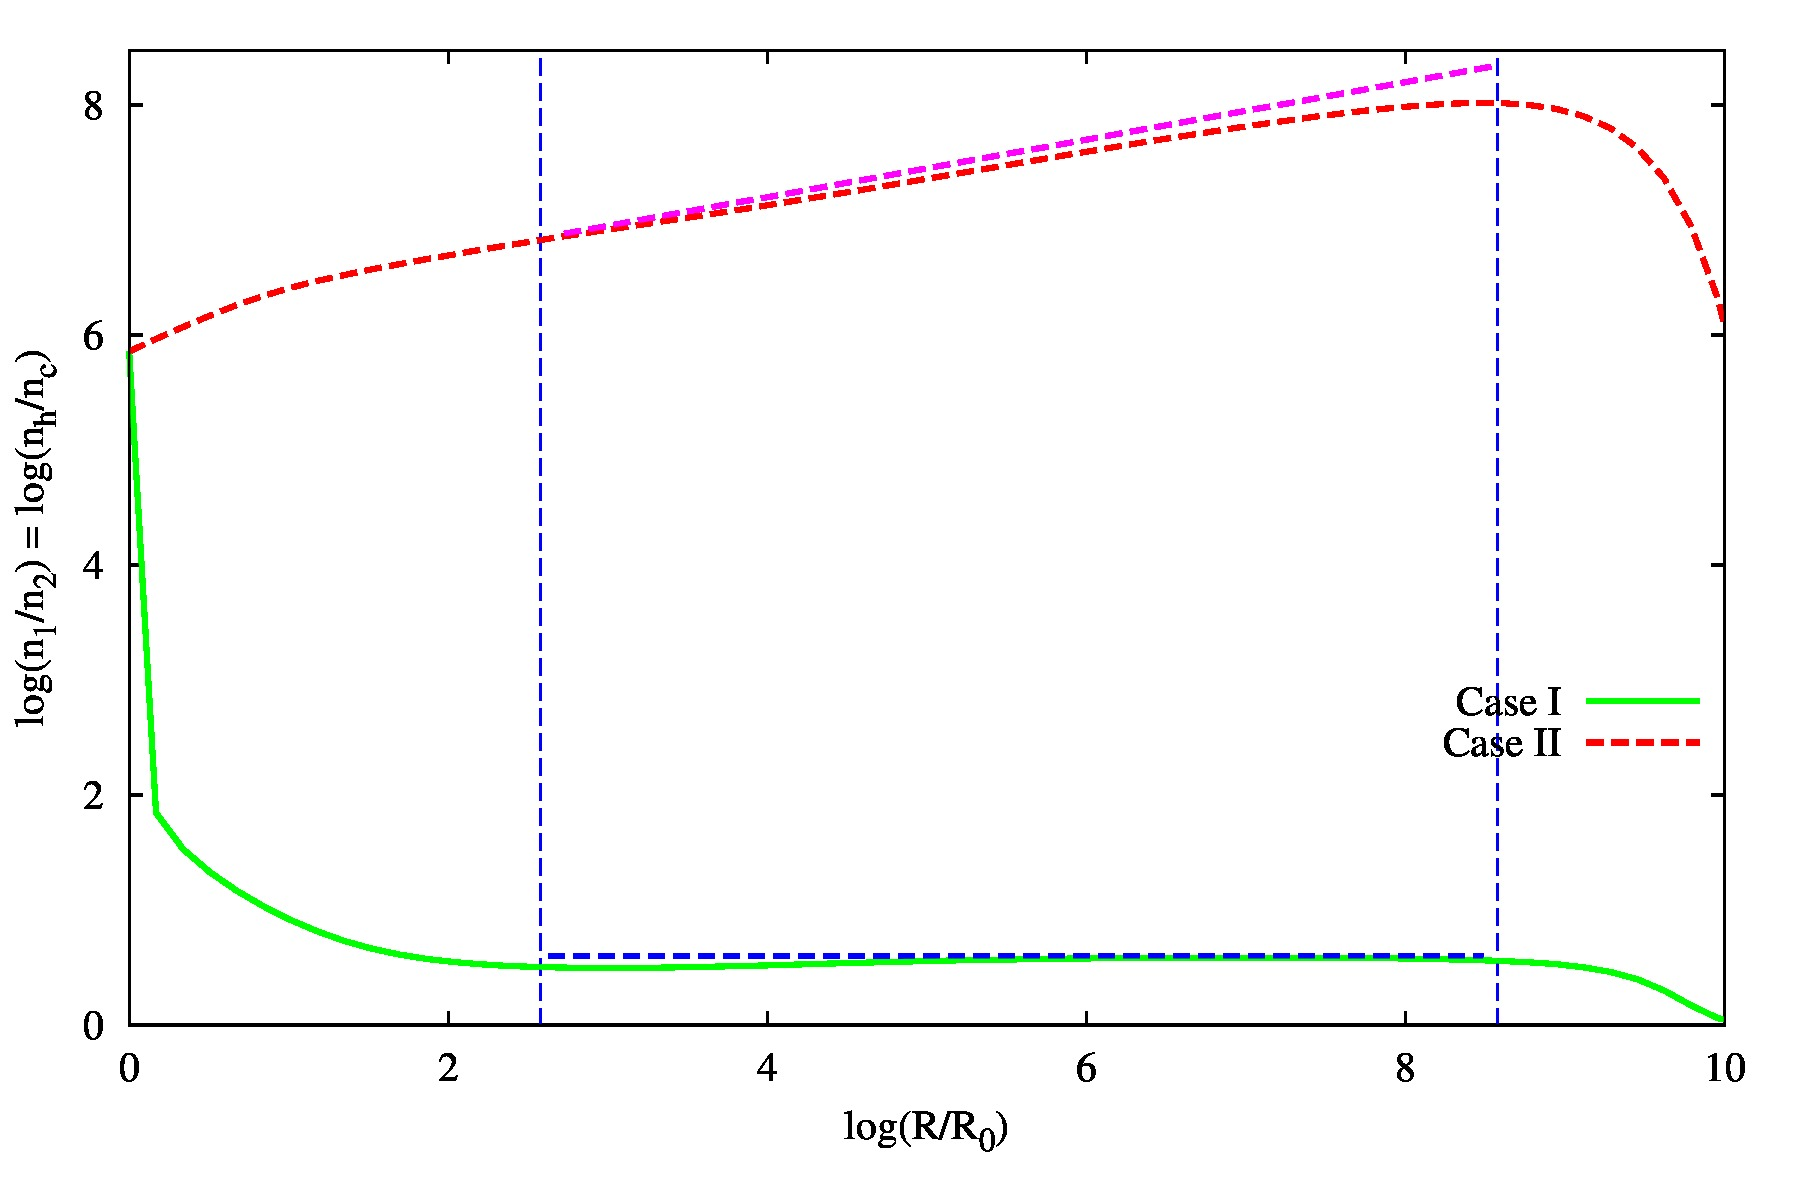 8
6
4
2
0
log(n1/n2) = log(nh/nc)
Case I
Case II
0 2 4 6 8 10
log(R/R0)